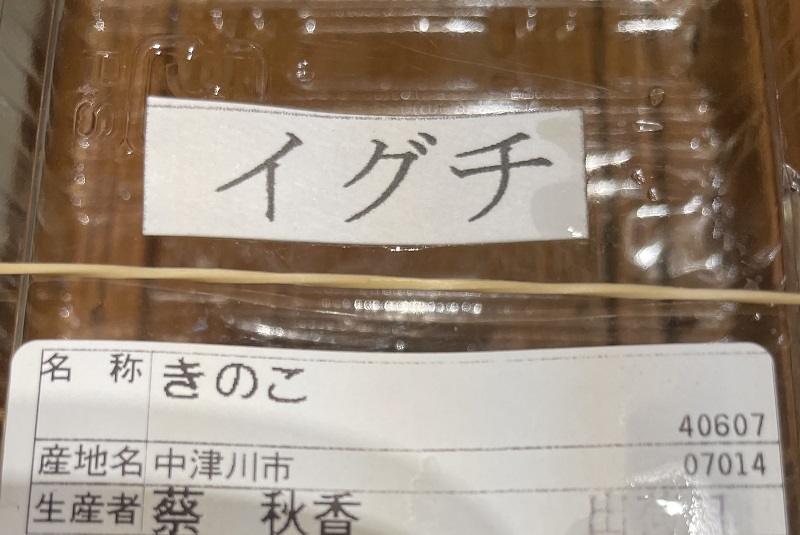 イグチ
名 称 きのこ
40607
産地名 中津川市 07014
生産者 蔡 秋香